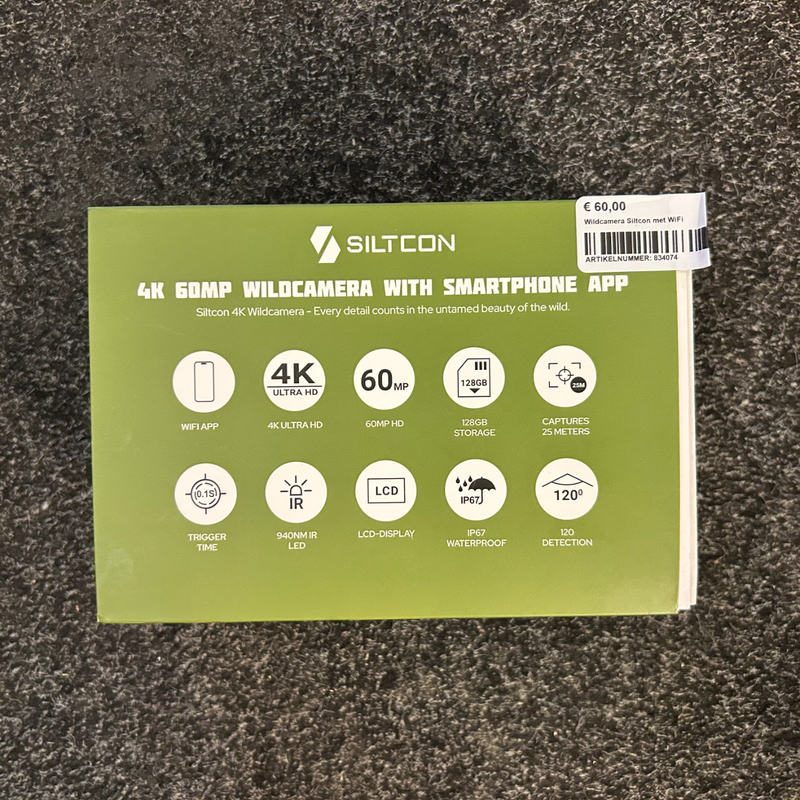 € 60,00
Wildcamera Siltcon met WiFi
ARTIKELNUMMER: 834074
SILTCON
4K 60MP WILDCAMERA WITH SMARTPHONE APP
Siltcon 4K Wildcamera - Every detail counts in the untamed beauty of the wild.
4K
ULTRA HD
60MP
128GB
25M
WIFI APP
4K ULTRA HD
60MP HD
128GB
STORAGE
CAPTURES
25 METERS
(0.1S)
IR
LCD
IP67
120⁰
TRIGGER
TIME
940NM IR
LED
LCD-DISPLAY
IP67
WATERPROOF
120
DETECTION